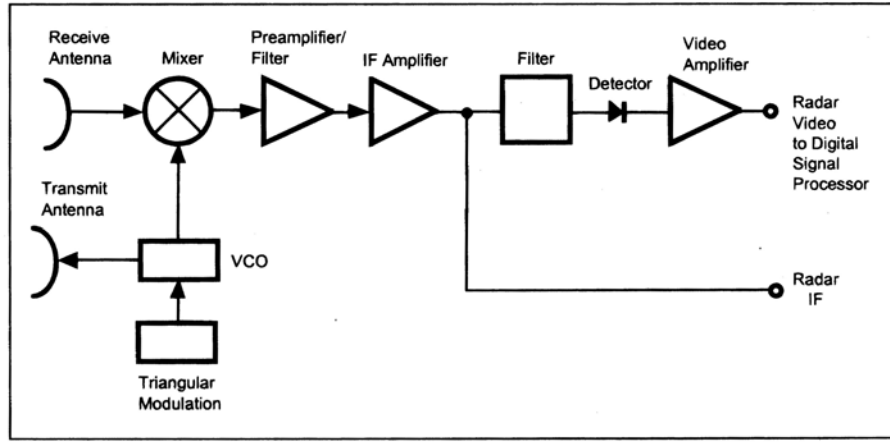 Receive
Antenna
Mixer
Preamplifier/
Filter
IF Amplifier
Filter
Detector
Video
Amplifier
Radar
Video
to Digital
Signal
Processor
Transmit
Antenna
VCO
Radar
IF
Triangular
Modulation